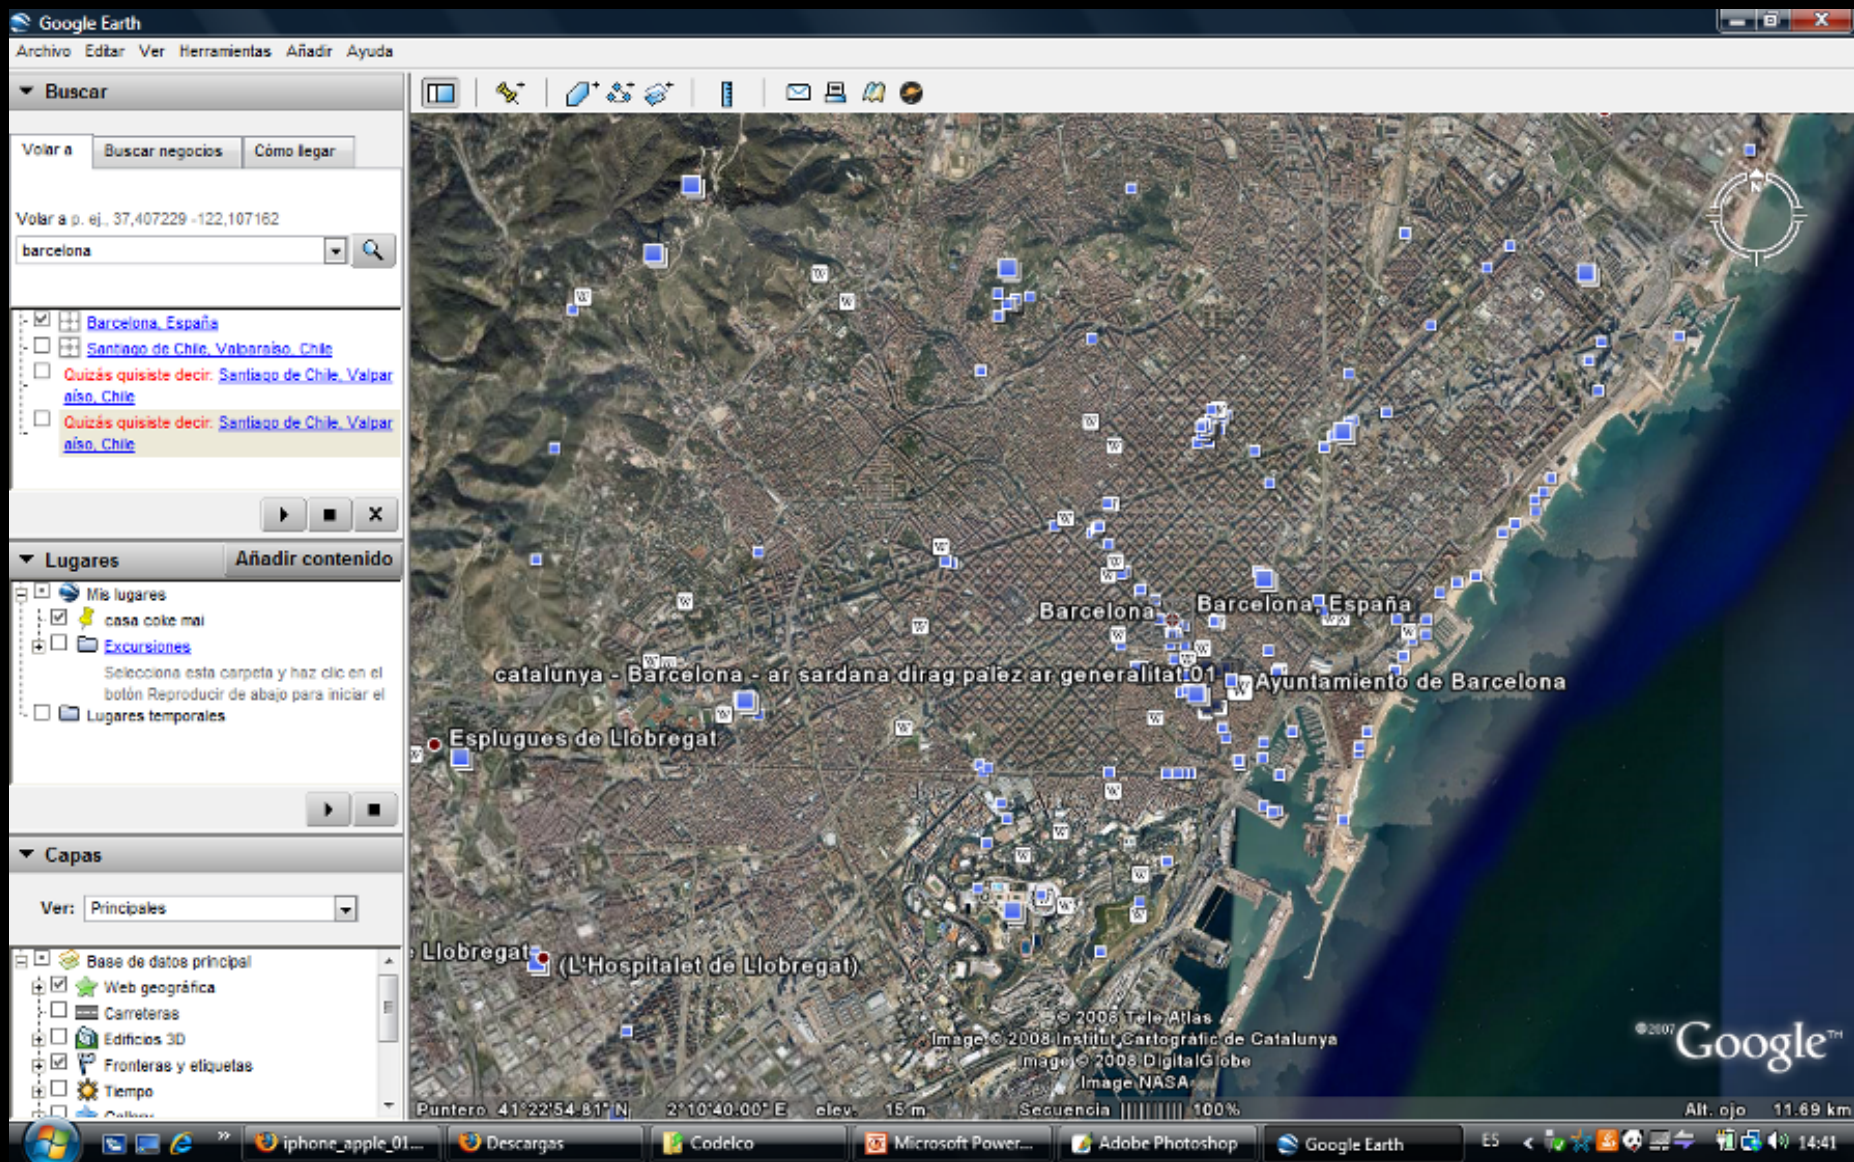 Google Earth
Archivo Editar Ver Herramientas Añadir Ayuda
Buscar
Volar a
Buscar negocios
Cómo llegar
Volar a p. ej., 37,407229 -122,107162
barcelona
Barcelona, España
Santiago de Chile, Valparaíso, Chile
Quizás quisiste decir: Santiago de Chile, Valpar
aíso, Chile
Quizás quisiste decir: Santiago de Chile, Valpar
aíso, Chile
Lugares
Añadir contenido
Mis lugares
casa coke mai
Excursiones
Selecciona esta carpeta y haz clic en el
botón Reproducir de abajo para iniciar el
Lugares temporales
Capas
Ver: Principales
Base de datos principal
Web geográfica
Carreteras
Edificios 3D
Fronteras y etiquetas
Tiempo
N
Barcelona
Barcelona, España
catalunya - Barcelona - ar sardana dirag palez ar generalitat 01
Ayuntamiento de Barcelona
Esplugues de Llobregat
Llobregat
(L'Hospitalet de Llobregat)
© 2008 Tele Atlas
Image © 2008 Institut Cartogràfic de Catalunya
Image © 2008 DigitalGlobe
Image NASA
©2007 Google™
Puntero 41°22'54.81" N 2°10'40.00" E elev. 15 m
Secuencia |||||||||| 100%
Alt. ojo 11.69 km
iphone_apple_01...
Descargas
Codelco
Microsoft Power...
Adobe Photoshop
Google Earth
ES
14:41